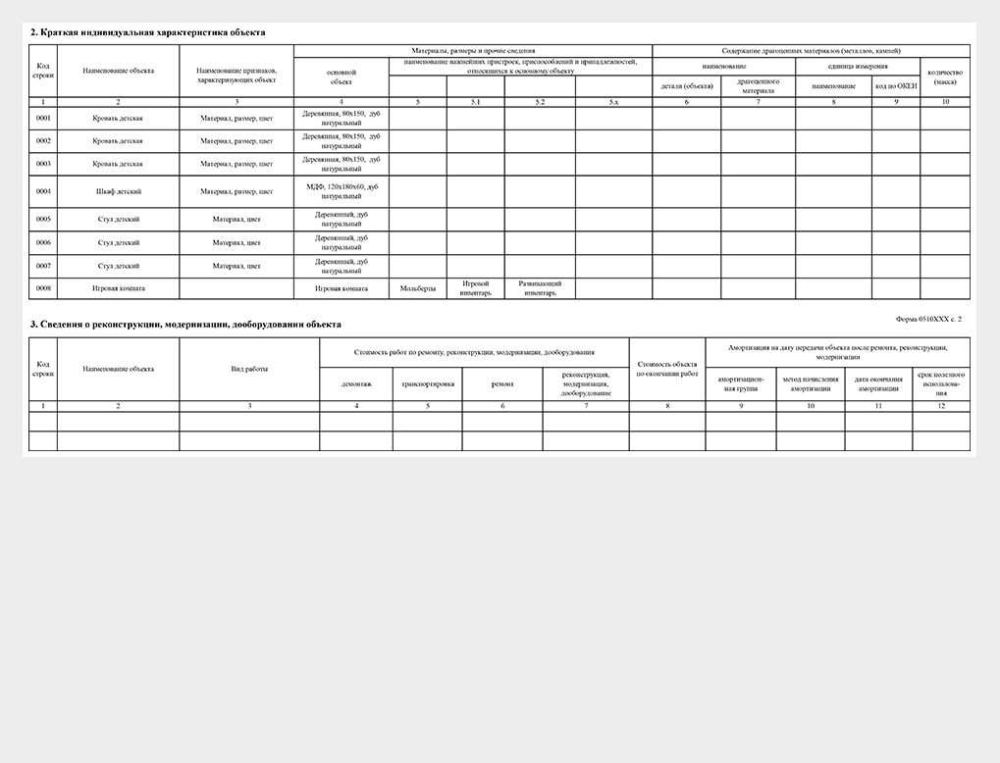 2. Краткая индивидуальная характеристика объекта
Код строки
Наименование объекта
Наименование признаков, характеризующих объект
Материалы, размеры и прочие сведения
основной объект
наименование важнейших пристроек, приспособлений и принадлежностей, относящихся к основному объекту
Содержание драгоценных материалов (металлов, камней)
наименование
единица измерения
количество (масса)
детали (объекта)
драгоценного материала
наименование
код по ОКЕИ
1 2 3 4 5 5.1 5.2 5.x 6 7 8 9 10
0001 Кровать детская Материал, размер, цвет Деревянная, 80х150, дуб натуральный
0002 Кровать детская Материал, размер, цвет Деревянная, 80х150, дуб натуральный
0003 Кровать детская Материал, размер, цвет Деревянная, 80х150, дуб натуральный
0004 Шкаф детский Материал, размер, цвет МДФ, 120х180х60, дуб натуральный
0005 Стул детский Материал, цвет Деревянный, дуб натуральный
0006 Стул детский Материал, цвет Деревянный, дуб натуральный
0007 Стул детский Материал, цвет Деревянный, дуб натуральный
0008 Игровая комната Игровая комната Мольберты Игровой инвентарь Развивающий инвентарь
Форма 0510ХХХ с. 2
3. Сведения о реконструкции, модернизации, дооборудовании объекта
Код строки
Наименование объекта
Вид работы
Стоимость работ по ремонту, реконструкции, модернизации, дооборудования
демонтаж
транспортировка
ремонт
реконструкция, модернизация, дооборудование
Стоимость объекта по окончании работ
Амортизация на дату передачи объекта после ремонта, реконструкции, модернизации
амортизацион-
ная группа
метод начисления амортизации
дата окончания амортизации
срок полезного использова-
ния
1 2 3 4 5 6 7 8 9 10 11 12